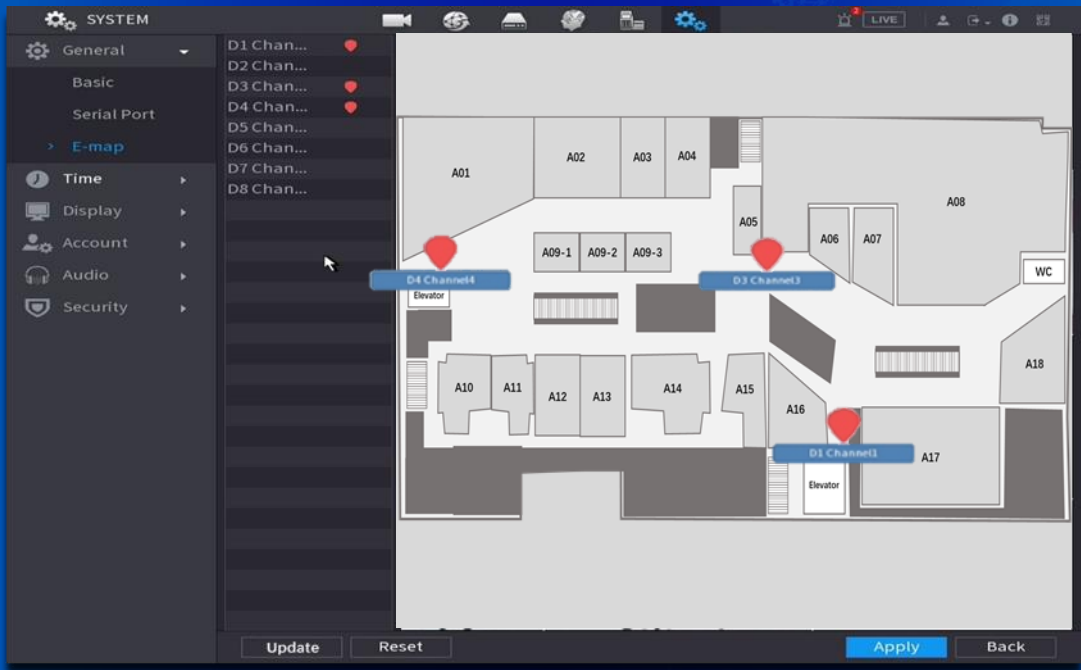 SYSTEM
2
LIVE
General
Basic
Serial Port
> E-map
Time
Display
Account
Audio
Security
D1 Chan...
D2 Chan...
D3 Chan...
D4 Chan...
D5 Chan...
D6 Chan...
D7 Chan...
D8 Chan...
A01
A02
A03
A04
A05
A06
A07
A08
A09-1
A09-2
A09-3
WC
D4 Channel4
D3 Channel3
Elevator
A10
A11
A12
A13
A14
A15
A16
A18
D1 Channel1
A17
Elevator
Update
Reset
Apply
Back